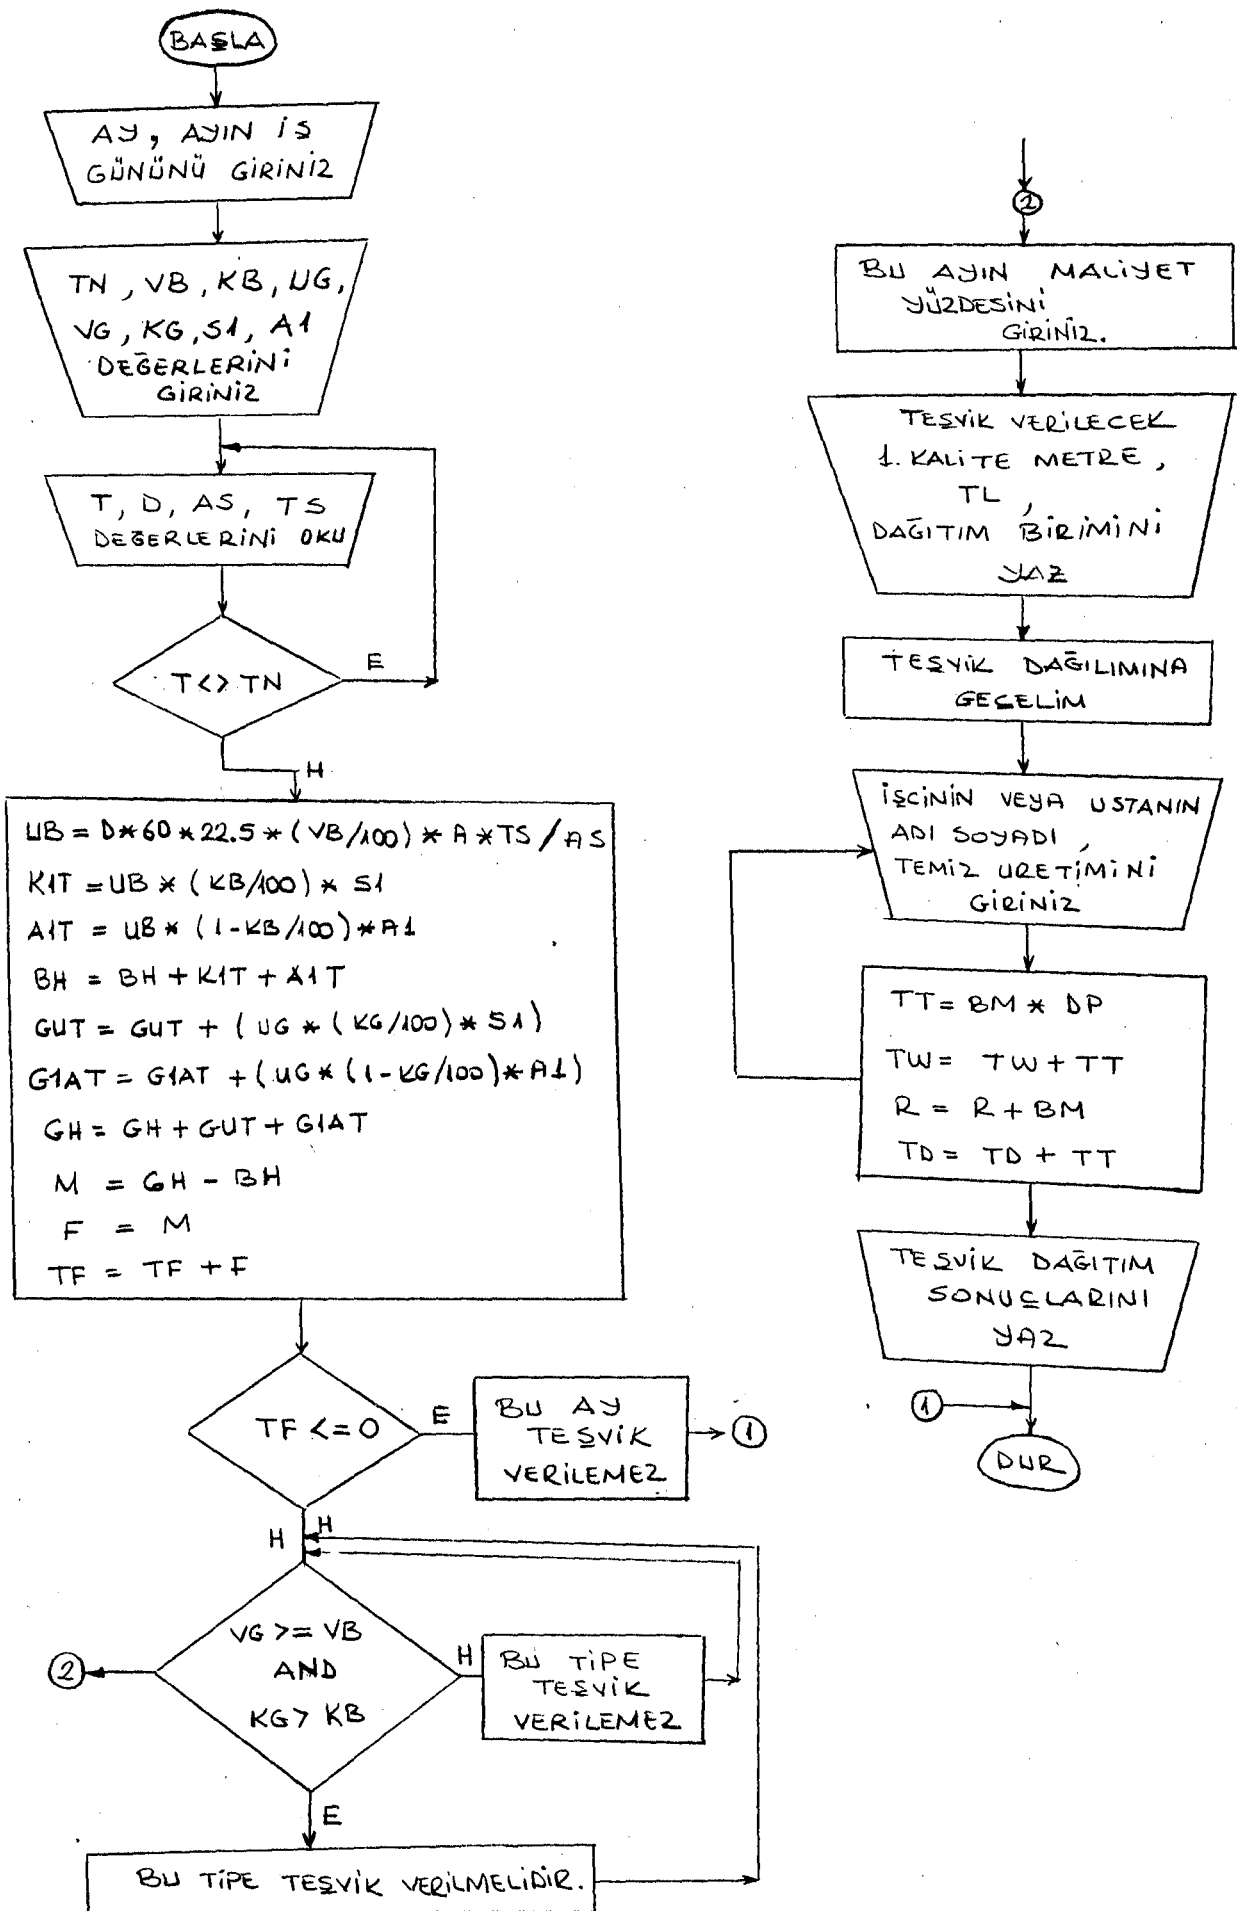 BAŞLA
AY, AYIN İŞ
GÜNÜNÜ GİRİNİZ
TN, VB, KB, UG,
VG, KG, S1, A1
DEĞERLERİNİ
GİRİNİZ
T, D, AS, TS
DEĞERLERİNİ OKU
T<> TN
E
H
UB = D*60*22.5*(VB/100)*A*TS/AS
K1T = UB*(KB/100)*S1
A1T = UB*(1-KB/100)*A1
BH = BH+K1T+A1T
GUT = GUT+(UG*(KG/100)*S1)
G1AT = G1AT+(UG*(1-KG/100)*A1)
GH = GH+GUT+G1AT
M = GH-BH
F = M
TF = TF+F
TF <= 0
E
BU AY
TEŞVİK
VERİLEMEZ
1
H
H
VG >= VB
AND
KG> KB
2
H
BU TİPE
TEŞVİK
VERİLEMEZ
E
BU TİPE TEŞVİK VERİLMELİDİR.
2
BU AYIN MALİYET
YÜZDESİNİ
GİRİNİZ.
TEŞVİK VERİLECEK
1. KALİTE METRE,
TL,
DAĞITIM BİRİMİNİ
YAZ
TEŞVİK DAĞILIMINA
GEÇELİM
İŞCİNİN VEYA USTANIN
ADI SOYADI,
TEMİZ URETİMİNİ
GİRİNİZ
TT= BM * DP
TW= TW+TT
R = R+BM
TD= TD+TT
TEŞVİK DAĞITIM
SONUÇLARINI
YAZ
1
DUR